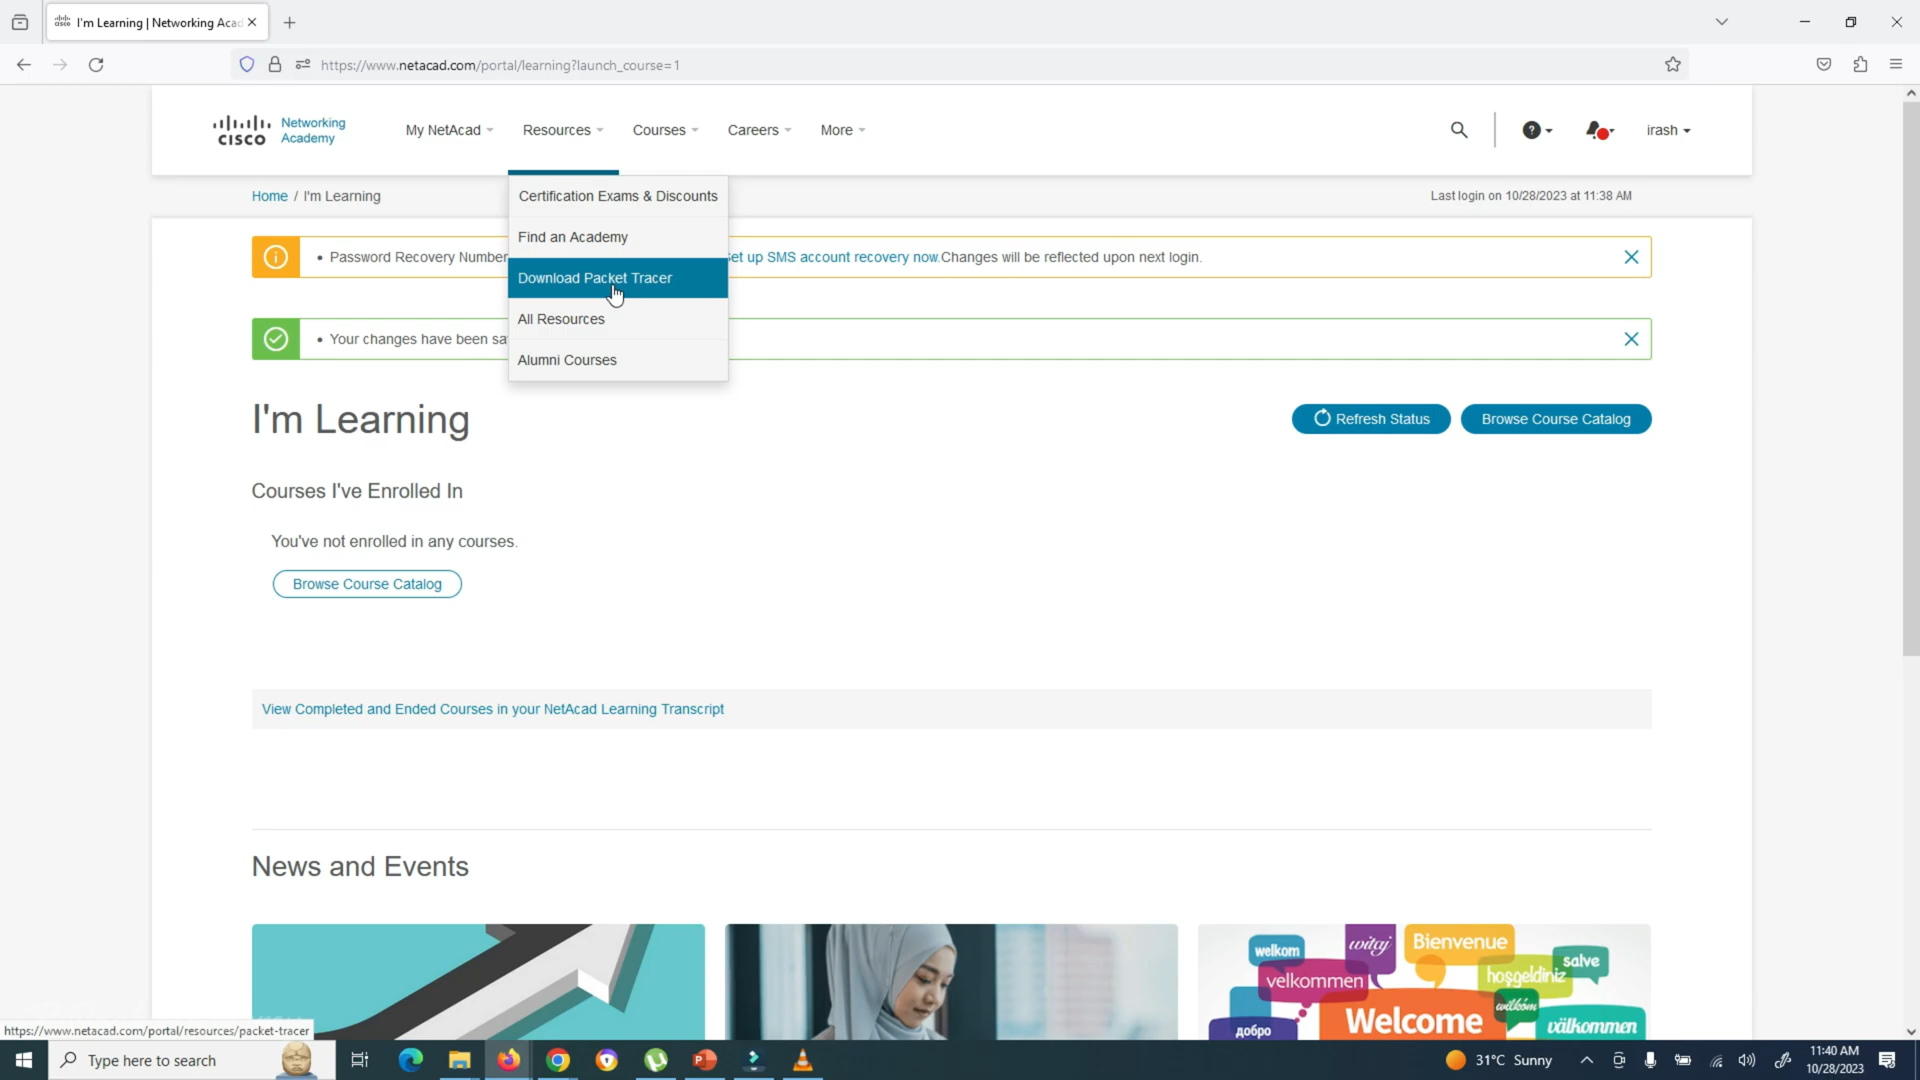 I'm Learning | Networking Acad
https://www.netacad.com/portal/learning?launch_course=1
CISCO Networking Academy
My NetAcad Resources Courses Careers More
irash
Home / I'm Learning
Last login on 10/28/2023 at 11:38 AM
Certification Exams & Discounts
Find an Academy
Download Packet Tracer
All Resources
Alumni Courses
• Password Recovery Number
Set up SMS account recovery now.Changes will be reflected upon next login.
• Your changes have been sa
I'm Learning
Refresh Status
Browse Course Catalog
Courses I've Enrolled In
You've not enrolled in any courses.
Browse Course Catalog
View Completed and Ended Courses in your NetAcad Learning Transcript
News and Events
welkom
witaj
Bienvenue
salve
velkommen
hoşgeldiniz
добро
Welcome
välkommen
https://www.netacad.com/portal/resources/packet-tracer
Type here to search
31°C Sunny
11:40 AM
10/28/2023